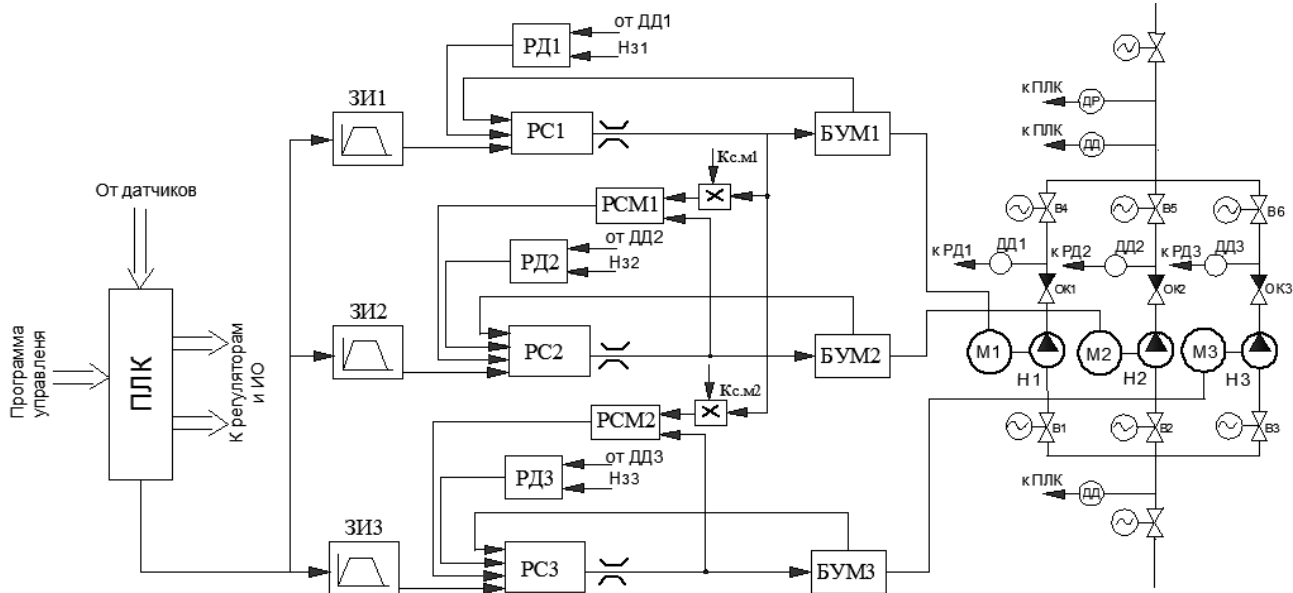 от ДД1
РД1
Нз1
ЗИ1
РС1
БУМ1
Кс.м1
РСМ1
×
от ДД2
РД2
Нз2
ЗИ2
РС2
БУМ2
Кс.м2
РСМ2
×
от ДД3
РД3
Нз3
ЗИ3
РС3
БУМ3
От датчиков
Программа
управленя
ПЛК
К регуляторам
и ИО
к ПЛК
ДР
к ПЛК
ДД
В4
В5
В6
к РД1
ДД1
к РД2
ДД2
к РД3
ДД3
ОК1
ОК2
ОК3
М1
М2
М3
Н1
Н2
Н3
В1
В2
В3
к ПЛК
ДД